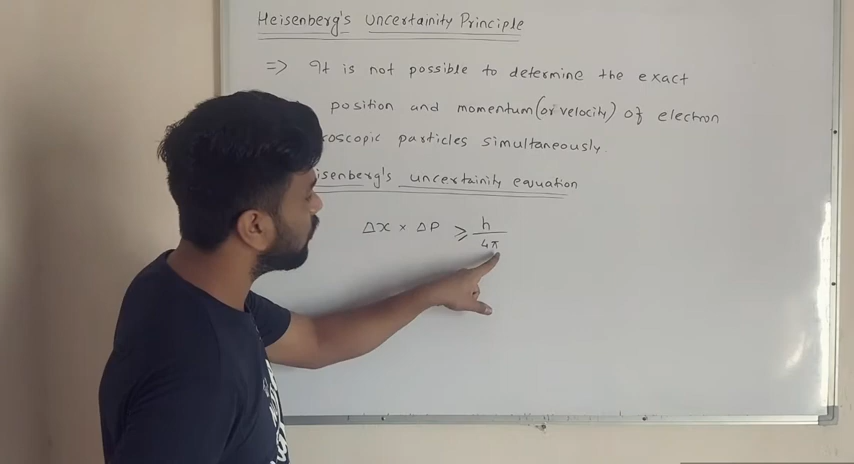 Heisenberg's Uncertainity Principle
=> It is not possible to determine the exact
position and momentum (or velocity) of electron
roscopic particles simultaneously.
isenberg's uncertainity equation
Δx × ΔP ≥ h/4π